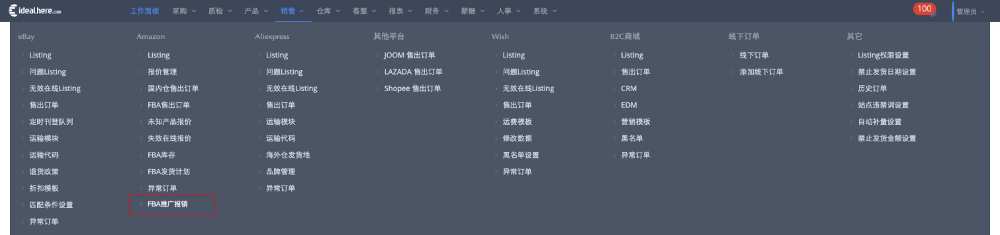 idealhere.com
工作面板 采购 质检 产品 销售 仓库 客服 报表 财务 薪酬 人事 系统 100 管理员
eBay Amazon Aliexpress 其他平台 Wish B2C商城 线下订单 其它
Listing Listing Listing JOOM 售出订单 Listing Listing 线下订单 Listing权限设置
问题Listing 报价管理 问题Listing LAZADA 售出订单 问题Listing 售出订单 添加线下订单 禁止发货日期设置
无效在线Listing 国内仓售出订单 无效在线Listing Shopee 售出订单 无效在线Listing CRM 历史订单
售出订单 FBA售出订单 售出订单 售出订单 EDM 站点违禁词设置
定时刊登队列 未知产品报价 运输模块 运费模板 营销模板 自动补量设置
运输模块 失效在线报价 运输代码 修改数据 黑名单 禁止发货金额设置
运输代码 FBA库存 海外仓发货地 黑名单设置 异常订单
退货政策 FBA发货计划 品牌管理 异常订单
折扣模板 异常订单 异常订单
匹配条件设置 FBA推广报销
异常订单